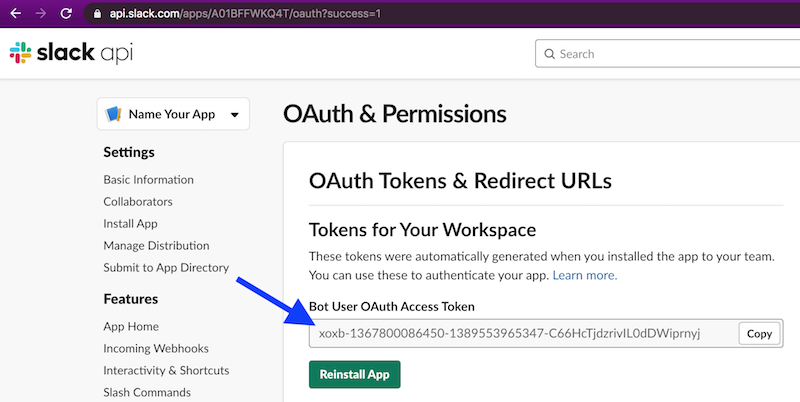 api.slack.com/apps/A01BFFWKQ4T/oauth?success=1
slack api
Search
Name Your App
OAuth & Permissions
Settings
Basic Information
Collaborators
Install App
Manage Distribution
Submit to App Directory
Features
App Home
Incoming Webhooks
Interactivity & Shortcuts
Slash Commands
OAuth Tokens & Redirect URLs
Tokens for Your Workspace
These tokens were automatically generated when you installed the app to your team.
You can use these to authenticate your app. Learn more.
Bot User OAuth Access Token
xoxb-1367800086450-1389553965347-C66HcTjdzrivIL0dDWiprnyj
Copy
Reinstall App